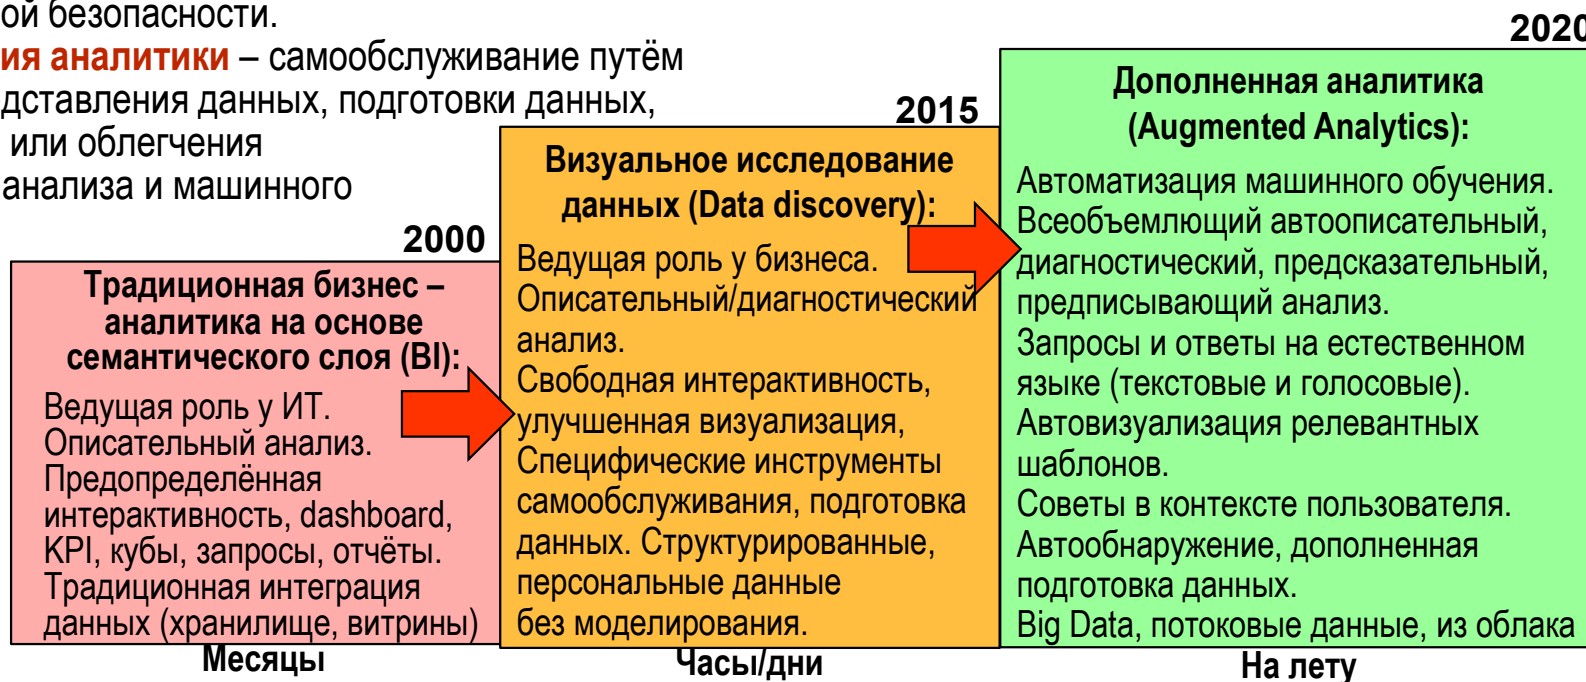 ой безопасности.
ия аналитики – самообслуживание путём
дставления данных, подготовки данных,
или облегчения
анализа и машинного
2000
Традиционная бизнес –
аналитика на основе
семантического слоя (BI):
Ведущая роль у ИТ.
Описательный анализ.
Предопределённая
интерактивность, dashboard,
KPI, кубы, запросы, отчёты.
Традиционная интеграция
данных (хранилище, витрины)
Месяцы
2015
Визуальное исследование
данных (Data discovery):
Ведущая роль у бизнеса.
Описательный/диагностический
анализ.
Свободная интерактивность,
улучшенная визуализация,
Специфические инструменты
самообслуживания, подготовка
данных. Структурированные,
персональные данные
без моделирования.
Часы/дни
2020
Дополненная аналитика
(Augmented Analytics):
Автоматизация машинного обучения.
Всеобъемлющий автоописательный,
диагностический, предсказательный,
предписывающий анализ.
Запросы и ответы на естественном
языке (текстовые и голосовые).
Автовизуализация релевантных
шаблонов.
Советы в контексте пользователя.
Автообнаружение, дополненная
подготовка данных.
Big Data, потоковые данные, из облака
На лету